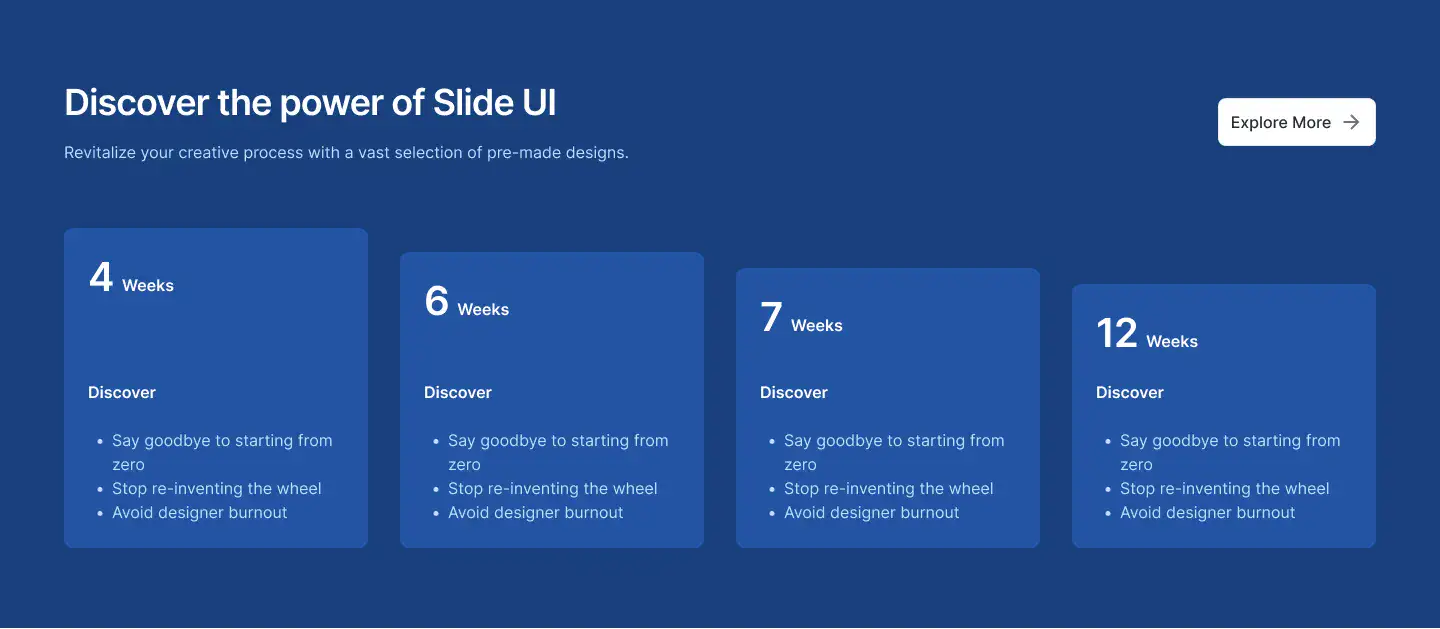 Discover the power of Slide UI
Revitalize your creative process with a vast selection of pre-made designs.
Explore More
4 Weeks
Discover
• Say goodbye to starting from
zero
• Stop re-inventing the wheel
• Avoid designer burnout
6 Weeks
Discover
• Say goodbye to starting from
zero
• Stop re-inventing the wheel
• Avoid designer burnout
7 Weeks
Discover
• Say goodbye to starting from
zero
• Stop re-inventing the wheel
• Avoid designer burnout
12 Weeks
Discover
• Say goodbye to starting from
zero
• Stop re-inventing the wheel
• Avoid designer burnout